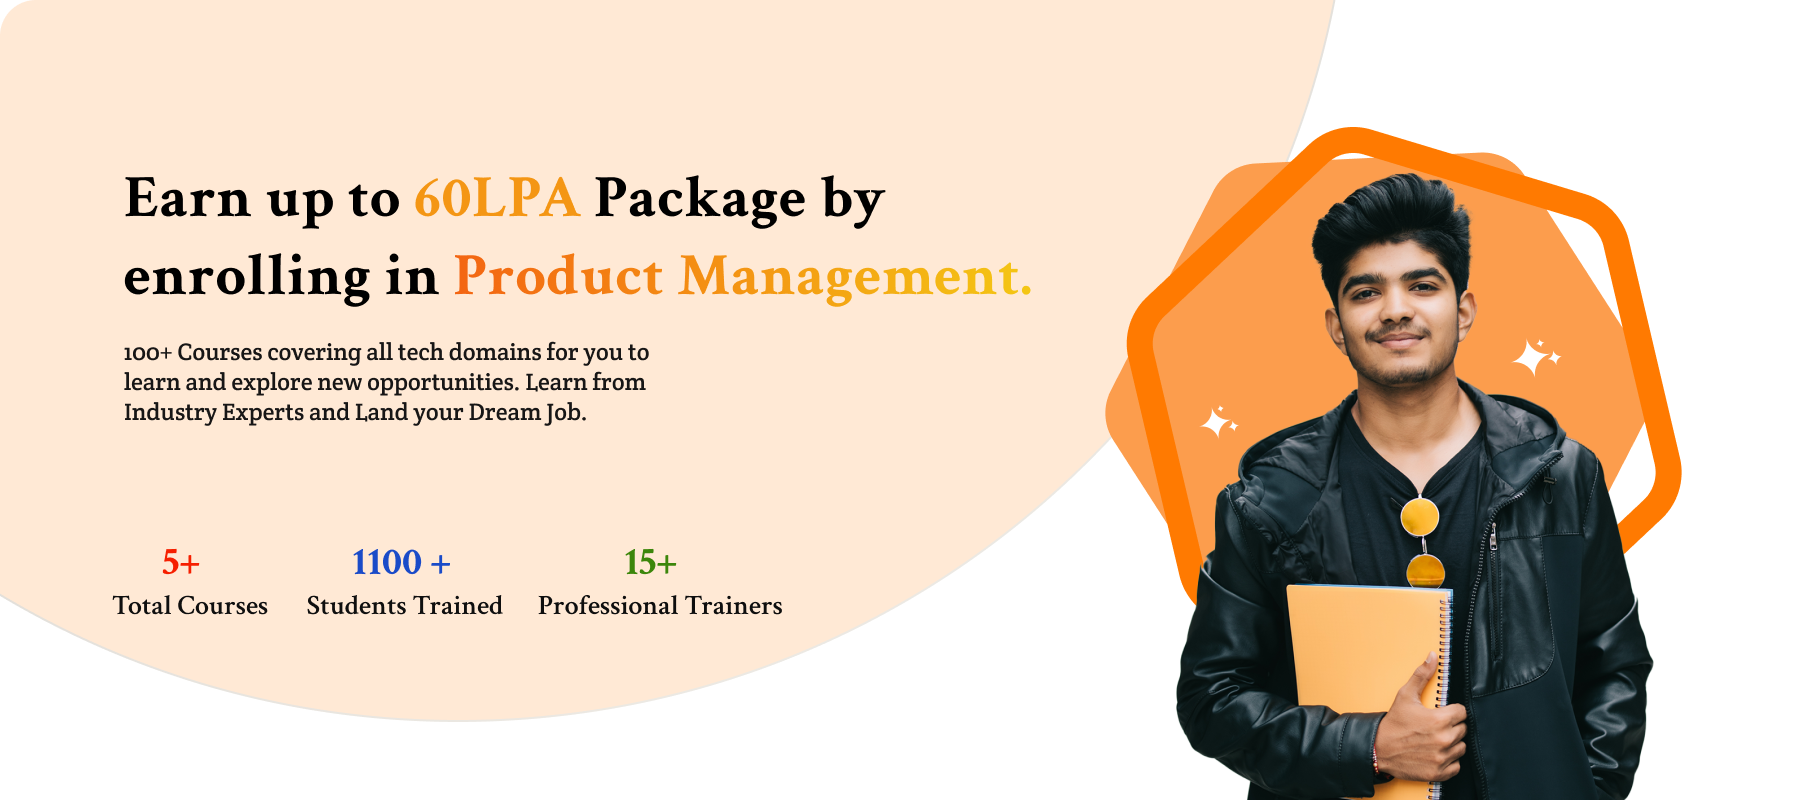 Earn up to 60LPA Package by
enrolling in Product Management.
100+ Courses covering all tech domains for you to
learn and explore new opportunities. Learn from
Industry Experts and Land your Dream Job.
5+
Total Courses
1100 +
Students Trained
15+
Professional Trainers